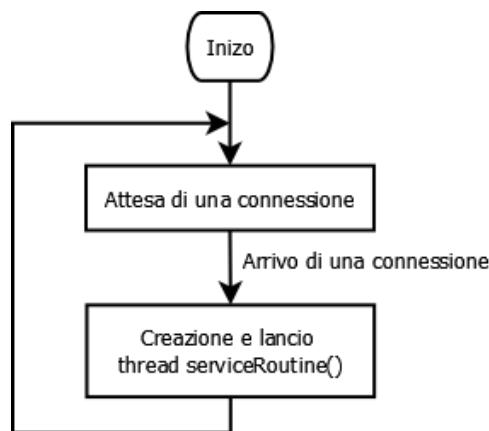 Inizo
Attesa di una connessione
Arrivo di una connessione
Creazione e lancio
thread serviceRoutine()